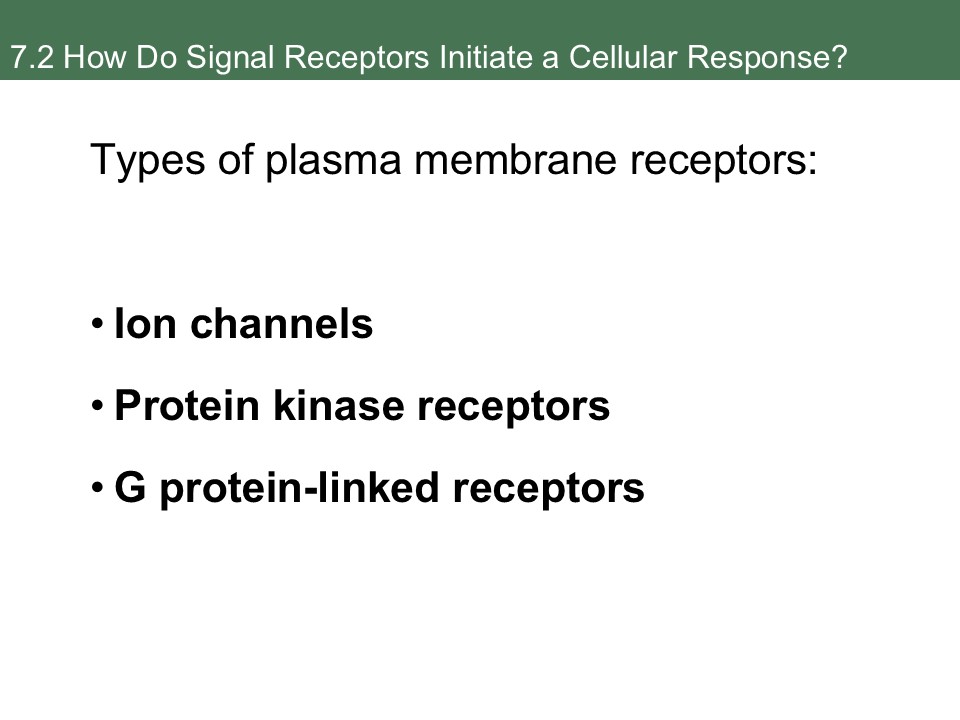 7.2 How Do Signal Receptors Initiate a Cellular Response?
Types of plasma membrane receptors:
• Ion channels
• Protein kinase receptors
• G protein-linked receptors